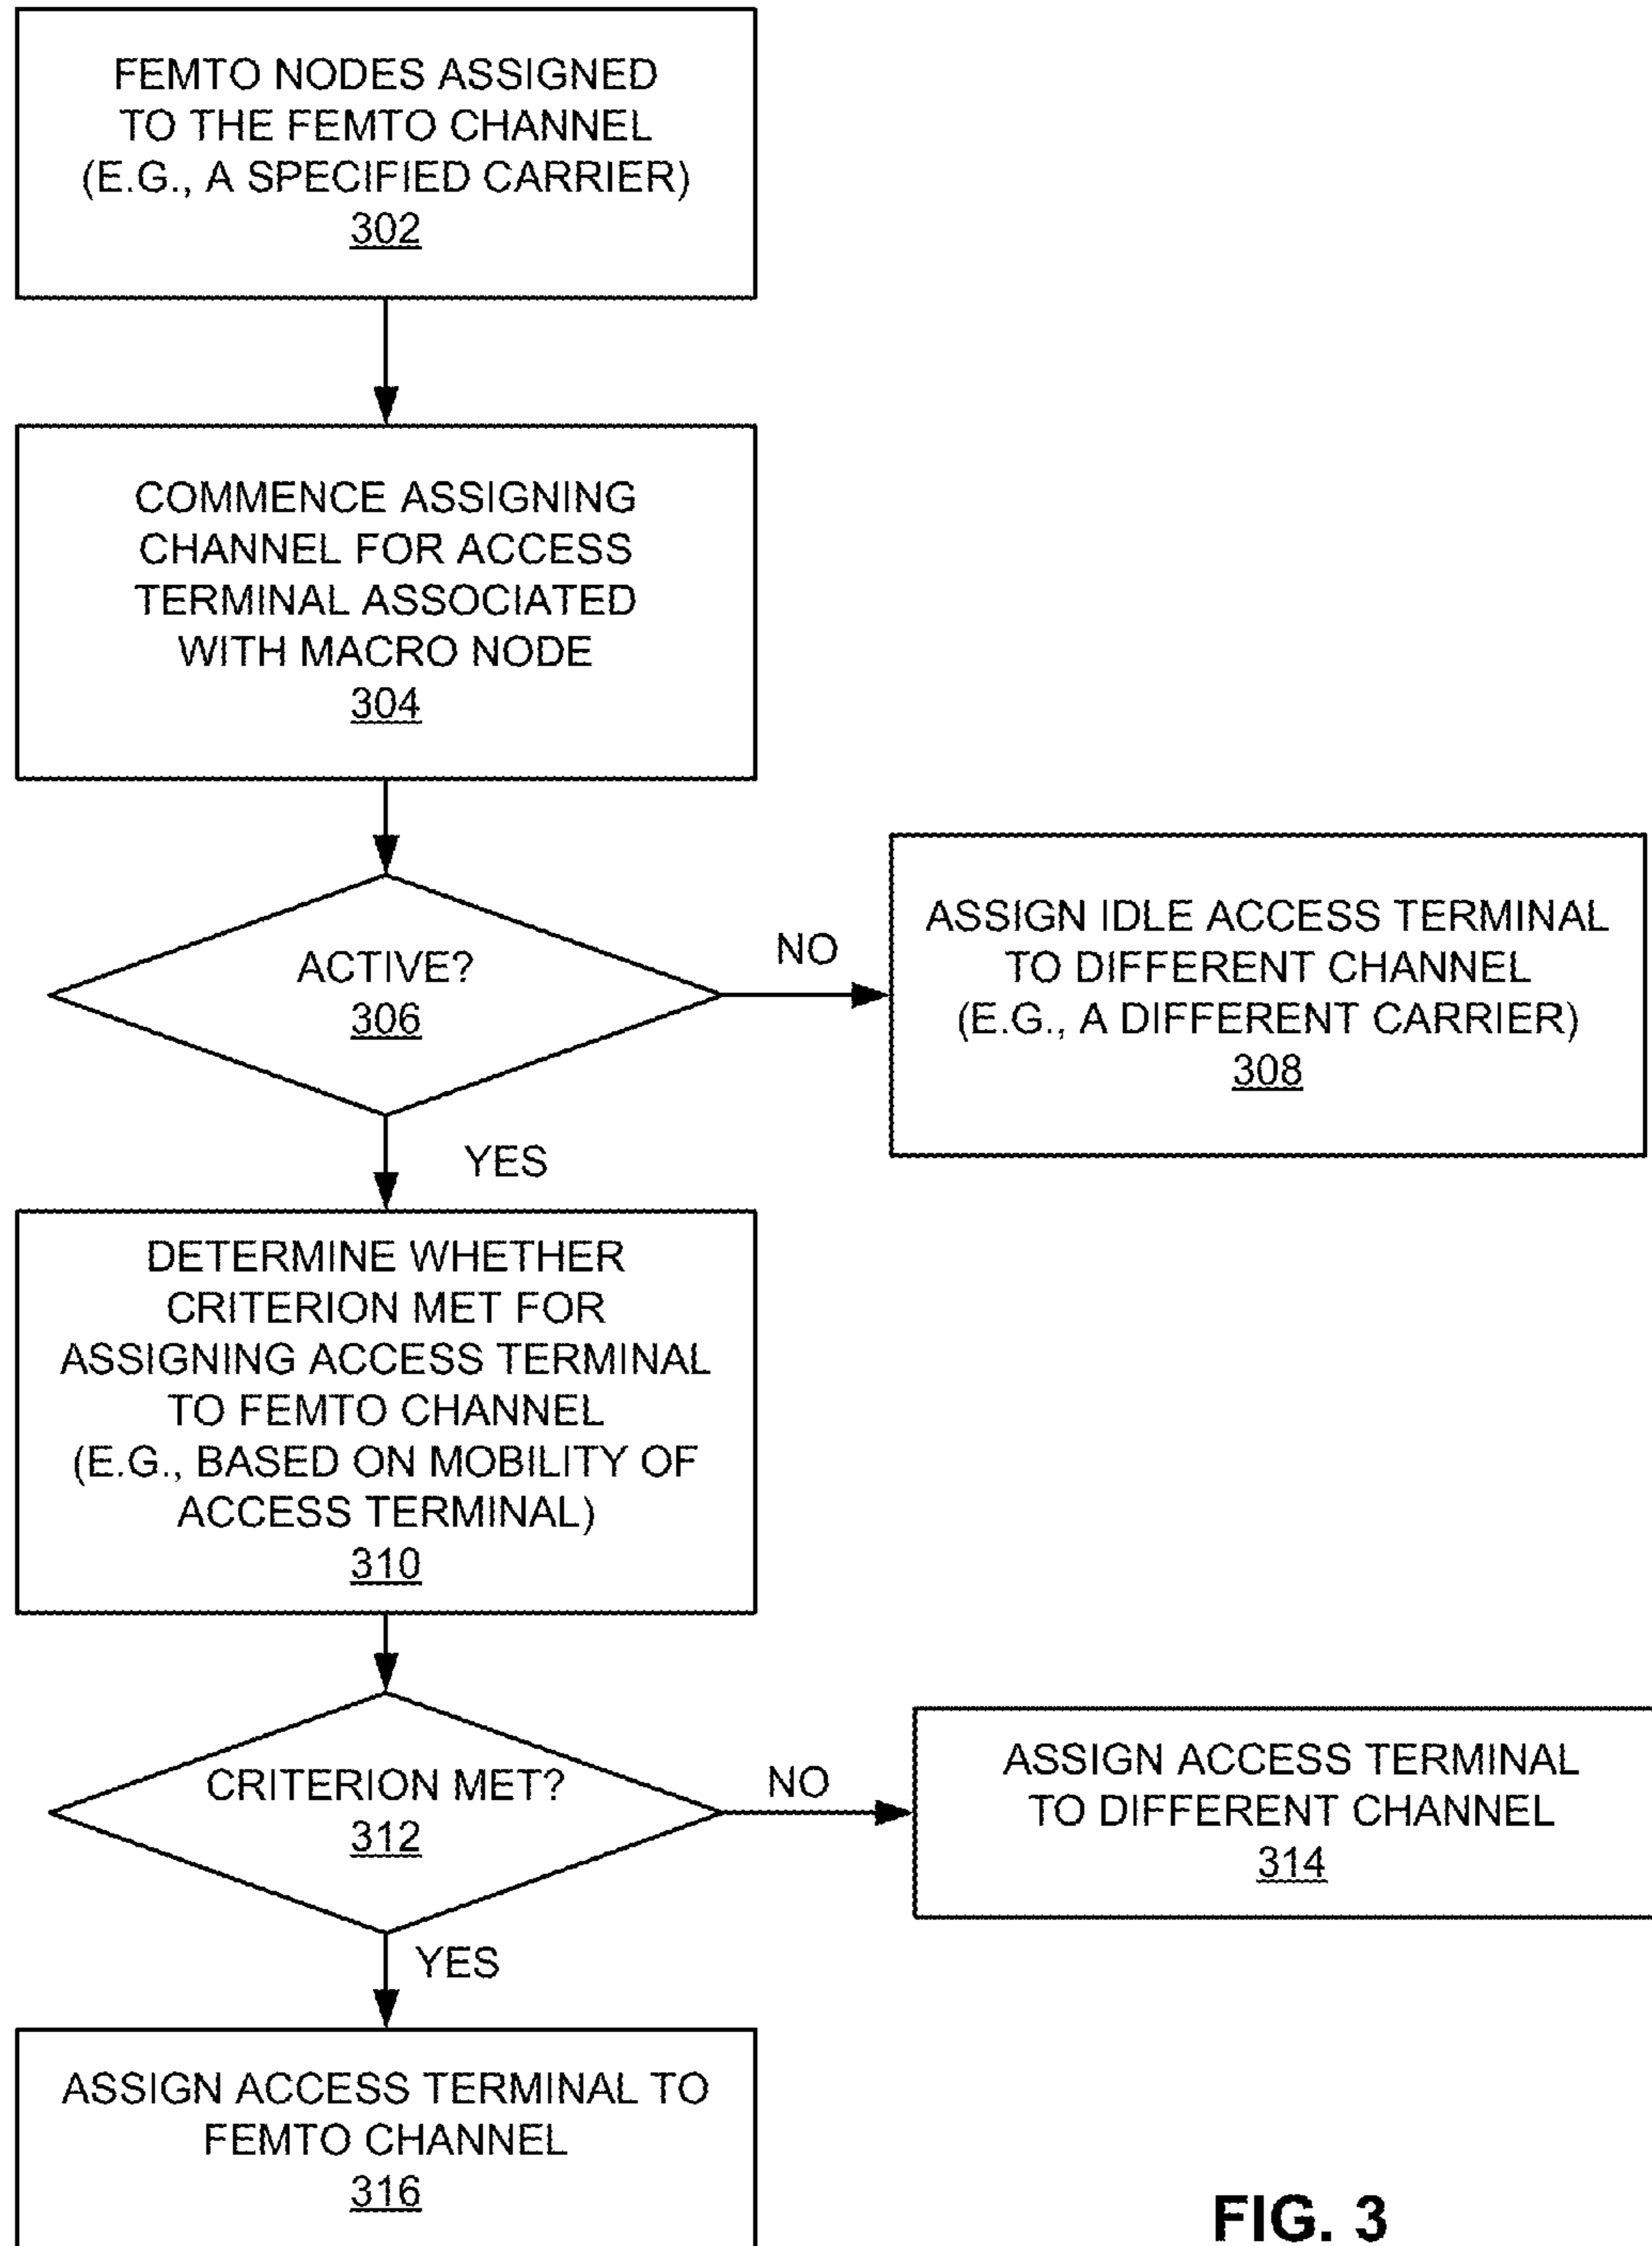 FEMTO NODES ASSIGNED
TO THE FEMTO CHANNEL
(E.G., A SPECIFIED CARRIER)
302
COMMENCE ASSIGNING
CHANNEL FOR ACCESS
TERMINAL ASSOCIATED
WITH MACRO NODE
304
ACTIVE?
306
NO
ASSIGN IDLE ACCESS TERMINAL
TO DIFFERENT CHANNEL
(E.G., A DIFFERENT CARRIER)
308
YES
DETERMINE WHETHER
CRITERION MET FOR
ASSIGNING ACCESS TERMINAL
TO FEMTO CHANNEL
(E.G., BASED ON MOBILITY OF
ACCESS TERMINAL)
310
CRITERION MET?
312
NO
ASSIGN ACCESS TERMINAL
TO DIFFERENT CHANNEL
314
YES
ASSIGN ACCESS TERMINAL TO
FEMTO CHANNEL
316
FIG. 3